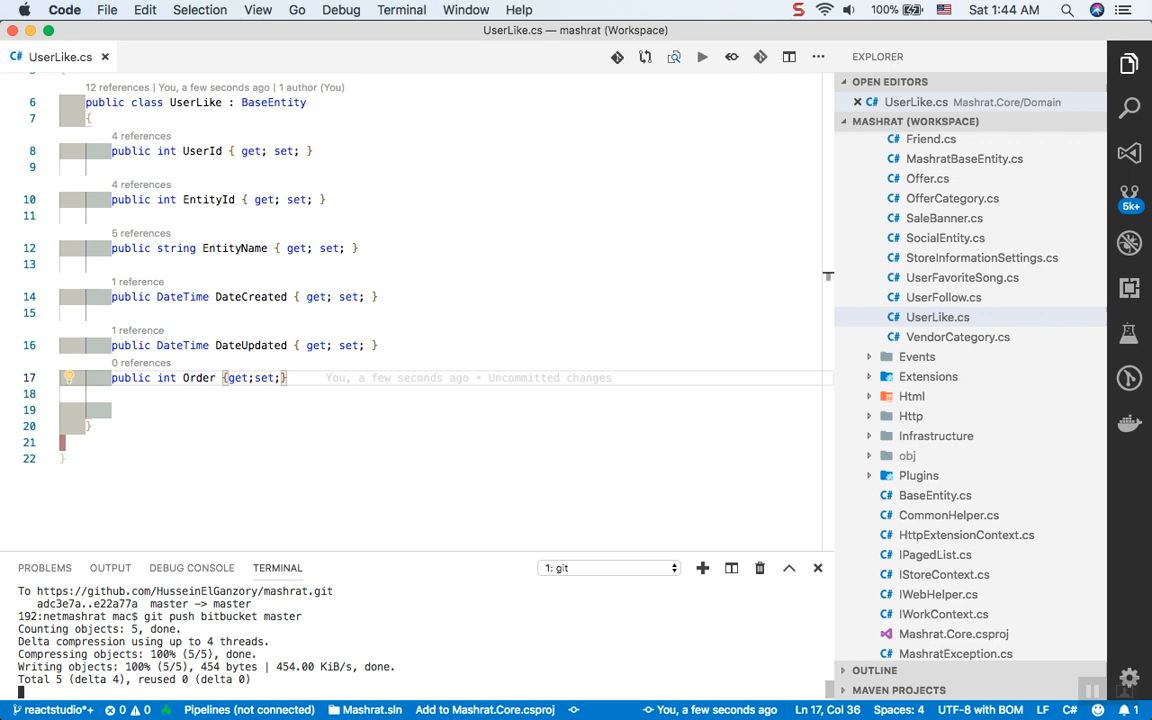 Code File Edit Selection View Go Debug Terminal Window Help 100% Sat 1:44 AM
UserLike.cs — mashrat (Workspace)
C# UserLike.cs
EXPLORER
OPEN EDITORS
C# UserLike.cs Mashrat.Core/Domain
MASHRAT (WORKSPACE)
C# Friend.cs
C# MashratBaseEntity.cs
C# Offer.cs
C# OfferCategory.cs
C# SaleBanner.cs
C# SocialEntity.cs
C# StoreInformationSettings.cs
C# UserFavoriteSong.cs
C# UserFollow.cs
C# UserLike.cs
C# VendorCategory.cs
Events
Extensions
Html
Http
Infrastructure
obj
Plugins
C# BaseEntity.cs
C# CommonHelper.cs
C# HttpExtensionContext.cs
C# IPagedList.cs
C# IStoreContext.cs
C# IWebHelper.cs
C# IWorkContext.cs
Mashrat.Core.csproj
C# MashratException.cs
OUTLINE
MAVEN PROJECTS
5k+
12 references | You, a few seconds ago | 1 author (You)
6 public class UserLike : BaseEntity
7 {
4 references
8 public int UserId { get; set; }
9
4 references
10 public int EntityId { get; set; }
11
5 references
12 public string EntityName { get; set; }
13
1 reference
14 public DateTime DateCreated { get; set; }
15
1 reference
16 public DateTime DateUpdated { get; set; }
0 references
17 public int Order {get;set;} You, a few seconds ago • Uncommitted changes
18
19
20 }
21
22 }
PROBLEMS OUTPUT DEBUG CONSOLE TERMINAL 1: git
To https://github.com/HusseinElGanzory/mashrat.git
adc3e7a..e22a77a master -> master
192:netmashrat mac$ git push bitbucket master
Counting objects: 5, done.
Delta compression using up to 4 threads.
Compressing objects: 100% (5/5), done.
Writing objects: 100% (5/5), 454 bytes | 454.00 KiB/s, done.
Total 5 (delta 4), reused 0 (delta 0)
reactstudio*+ 0 0 Pipelines (not connected) Mashrat.sln Add to Mashrat.Core.csproj You, a few seconds ago Ln 17, Col 36 Spaces: 4 UTF-8 with BOM LF C# 1